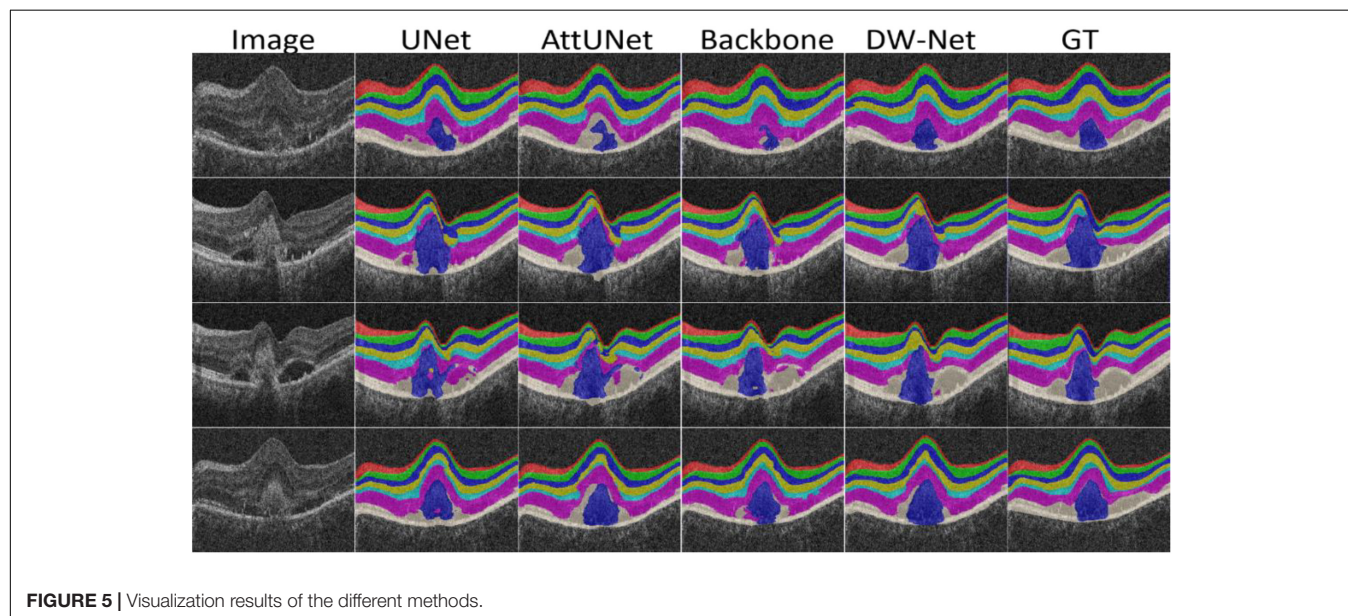 Image UNet AttUNet Backbone DW-Net GT
FIGURE 5 | Visualization results of the different methods.